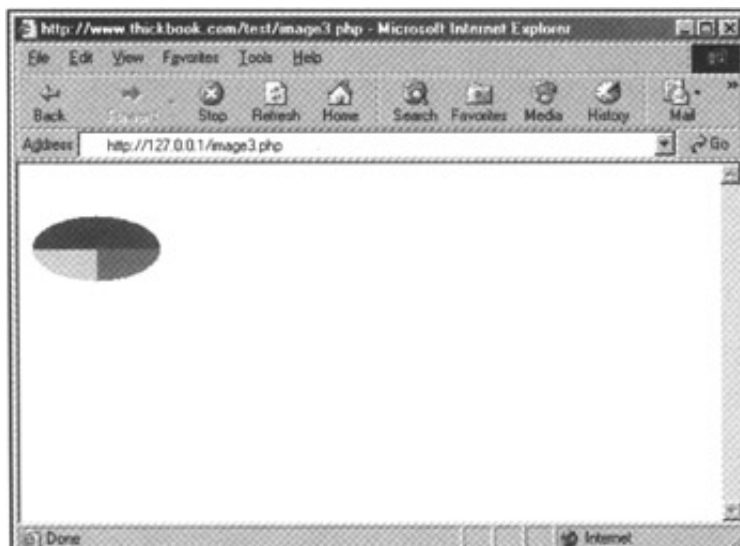 http://www.thickbook.com/test/image3.php - Microsoft Internet Explorer
File Edit View Favorites Tools Help
Back Forward Stop Refresh Home Search Favorites Media History Mail »
Address http://127.0.0.1/image3.php Go
Done Internet